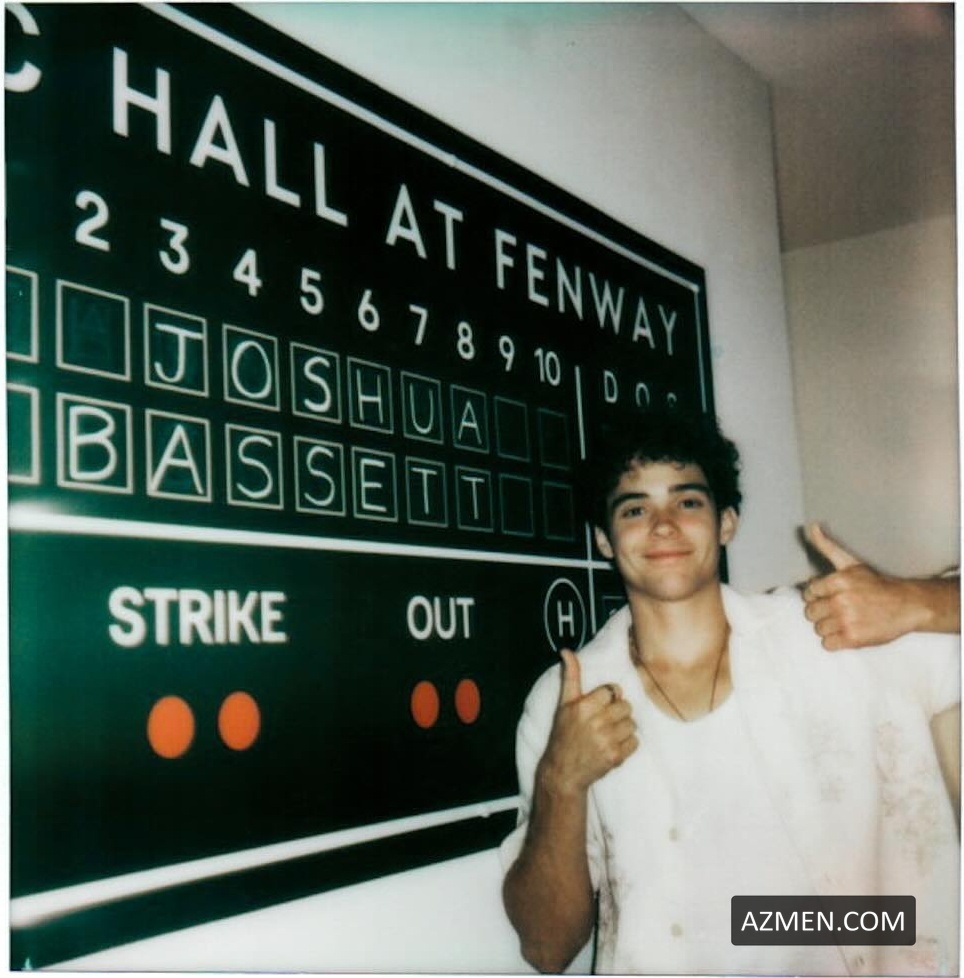 C HALL AT FENWAY
2 3 4 5 6 7 8 9 10
JOSHUA
BASSETT
STRIKE OUT H
AZMEN.COM